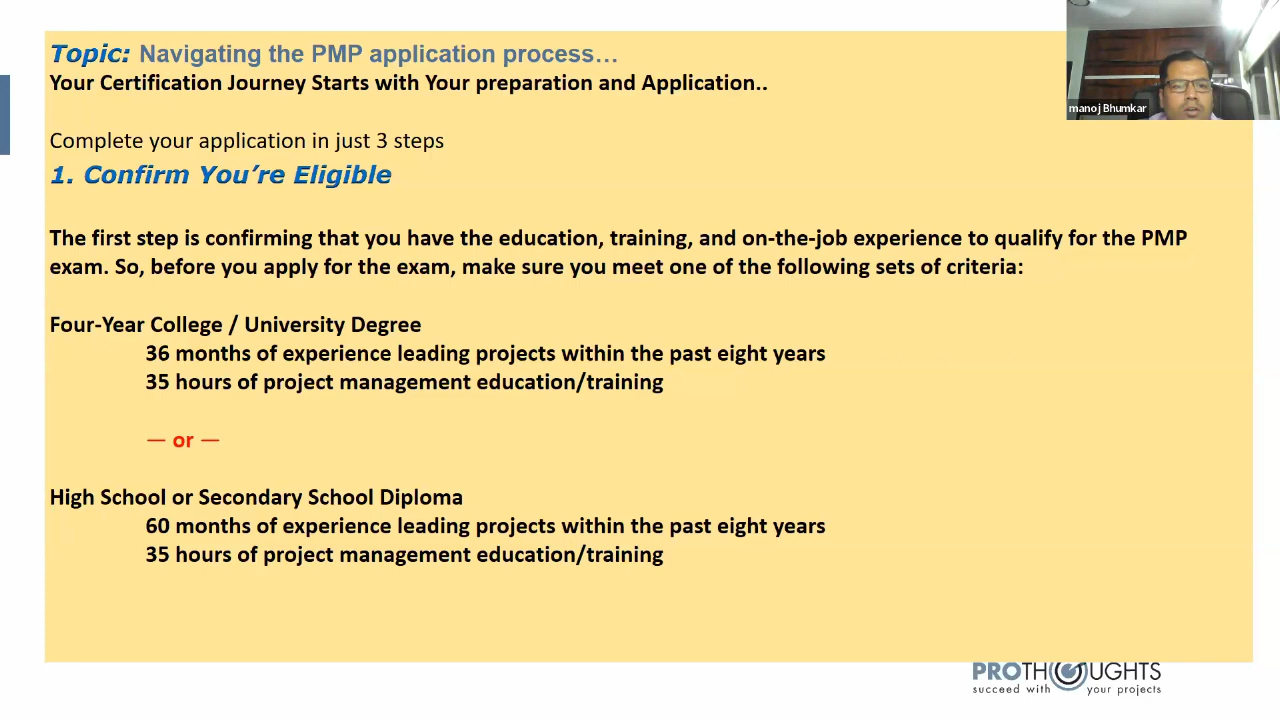 Topic: Navigating the PMP application process…
Your Certification Journey Starts with Your preparation and Application..
manoj Bhumkar
Complete your application in just 3 steps
1. Confirm You’re Eligible
The first step is confirming that you have the education, training, and on-the-job experience to qualify for the PMP
exam. So, before you apply for the exam, make sure you meet one of the following sets of criteria:
Four-Year College / University Degree
36 months of experience leading projects within the past eight years
35 hours of project management education/training
— or —
High School or Secondary School Diploma
60 months of experience leading projects within the past eight years
35 hours of project management education/training
PROTHOUGHTS
succeed with your projects